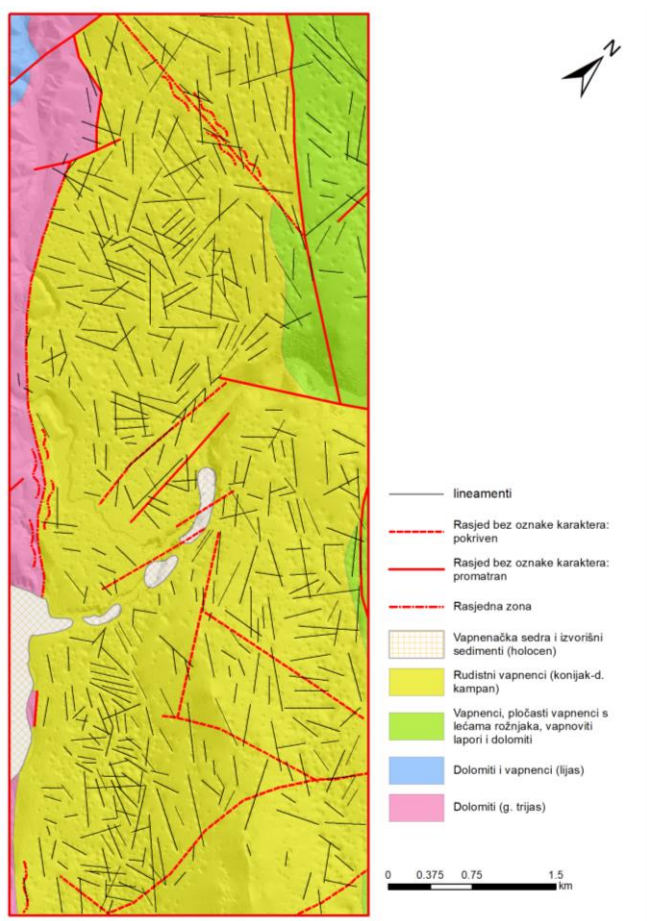 N
lineamenti
Rasjed bez oznake karaktera:
pokriven
Rasjed bez oznake karaktera:
promatran
Rasjedna zona
Vapnenačka sedra i izvorišni
sedimenti (holocen)
Rudistni vapnenci (konijak-d.
kampan)
Vapnenci, pločasti vapnenci s
lećama rožnjaka, vapnoviti
lapori i dolomiti
Dolomiti i vapnenci (lijas)
Dolomiti (g. trijas)
0 0.375 0.75 1.5
km